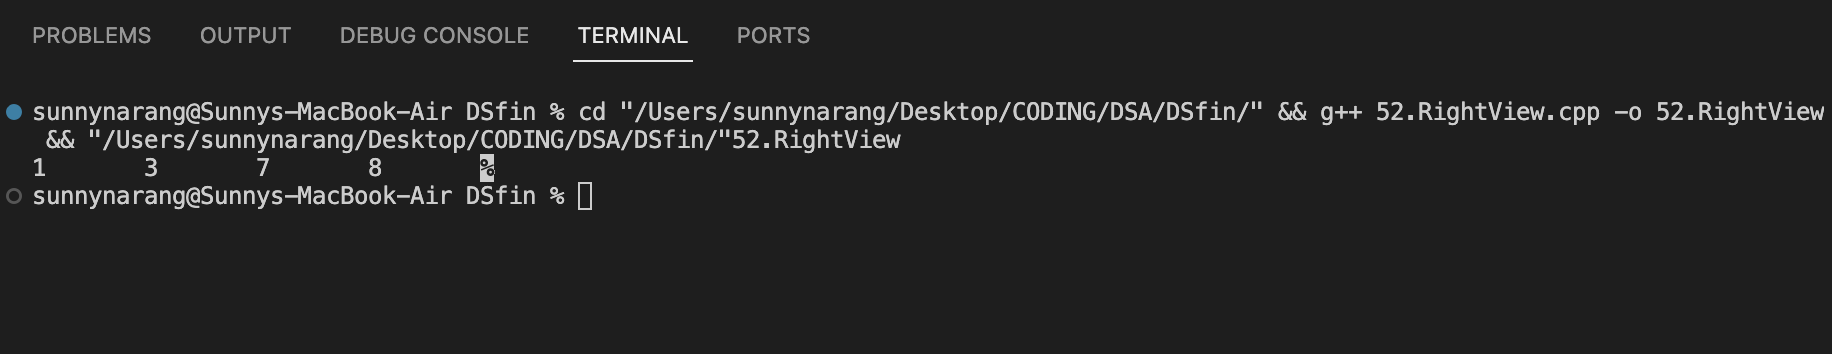 PROBLEMS OUTPUT DEBUG CONSOLE TERMINAL PORTS
sunnynarang@Sunnys-MacBook-Air DSfin % cd "/Users/sunnynarang/Desktop/CODING/DSA/DSfin/" && g++ 52.RightView.cpp -o 52.RightView
&& "/Users/sunnynarang/Desktop/CODING/DSA/DSfin/"52.RightView
1 3 7 8 %
sunnynarang@Sunnys-MacBook-Air DSfin %